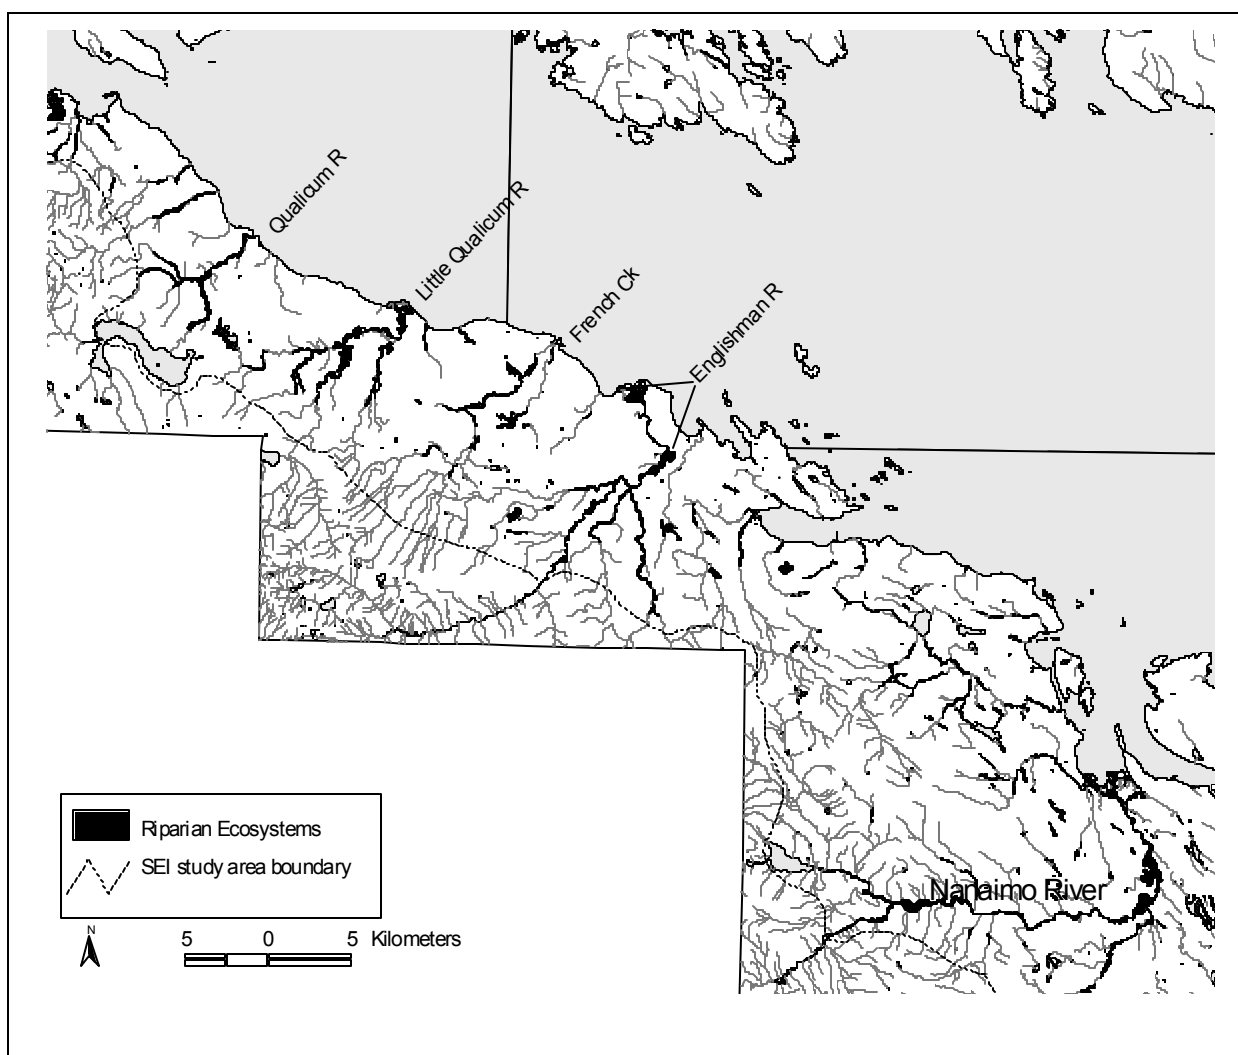 Qualicum R
Little Qualicum R
French Ck
Englishman R
Nanaimo River
Riparian Ecosystems
SEI study area boundary
N
5 0 5 Kilometers